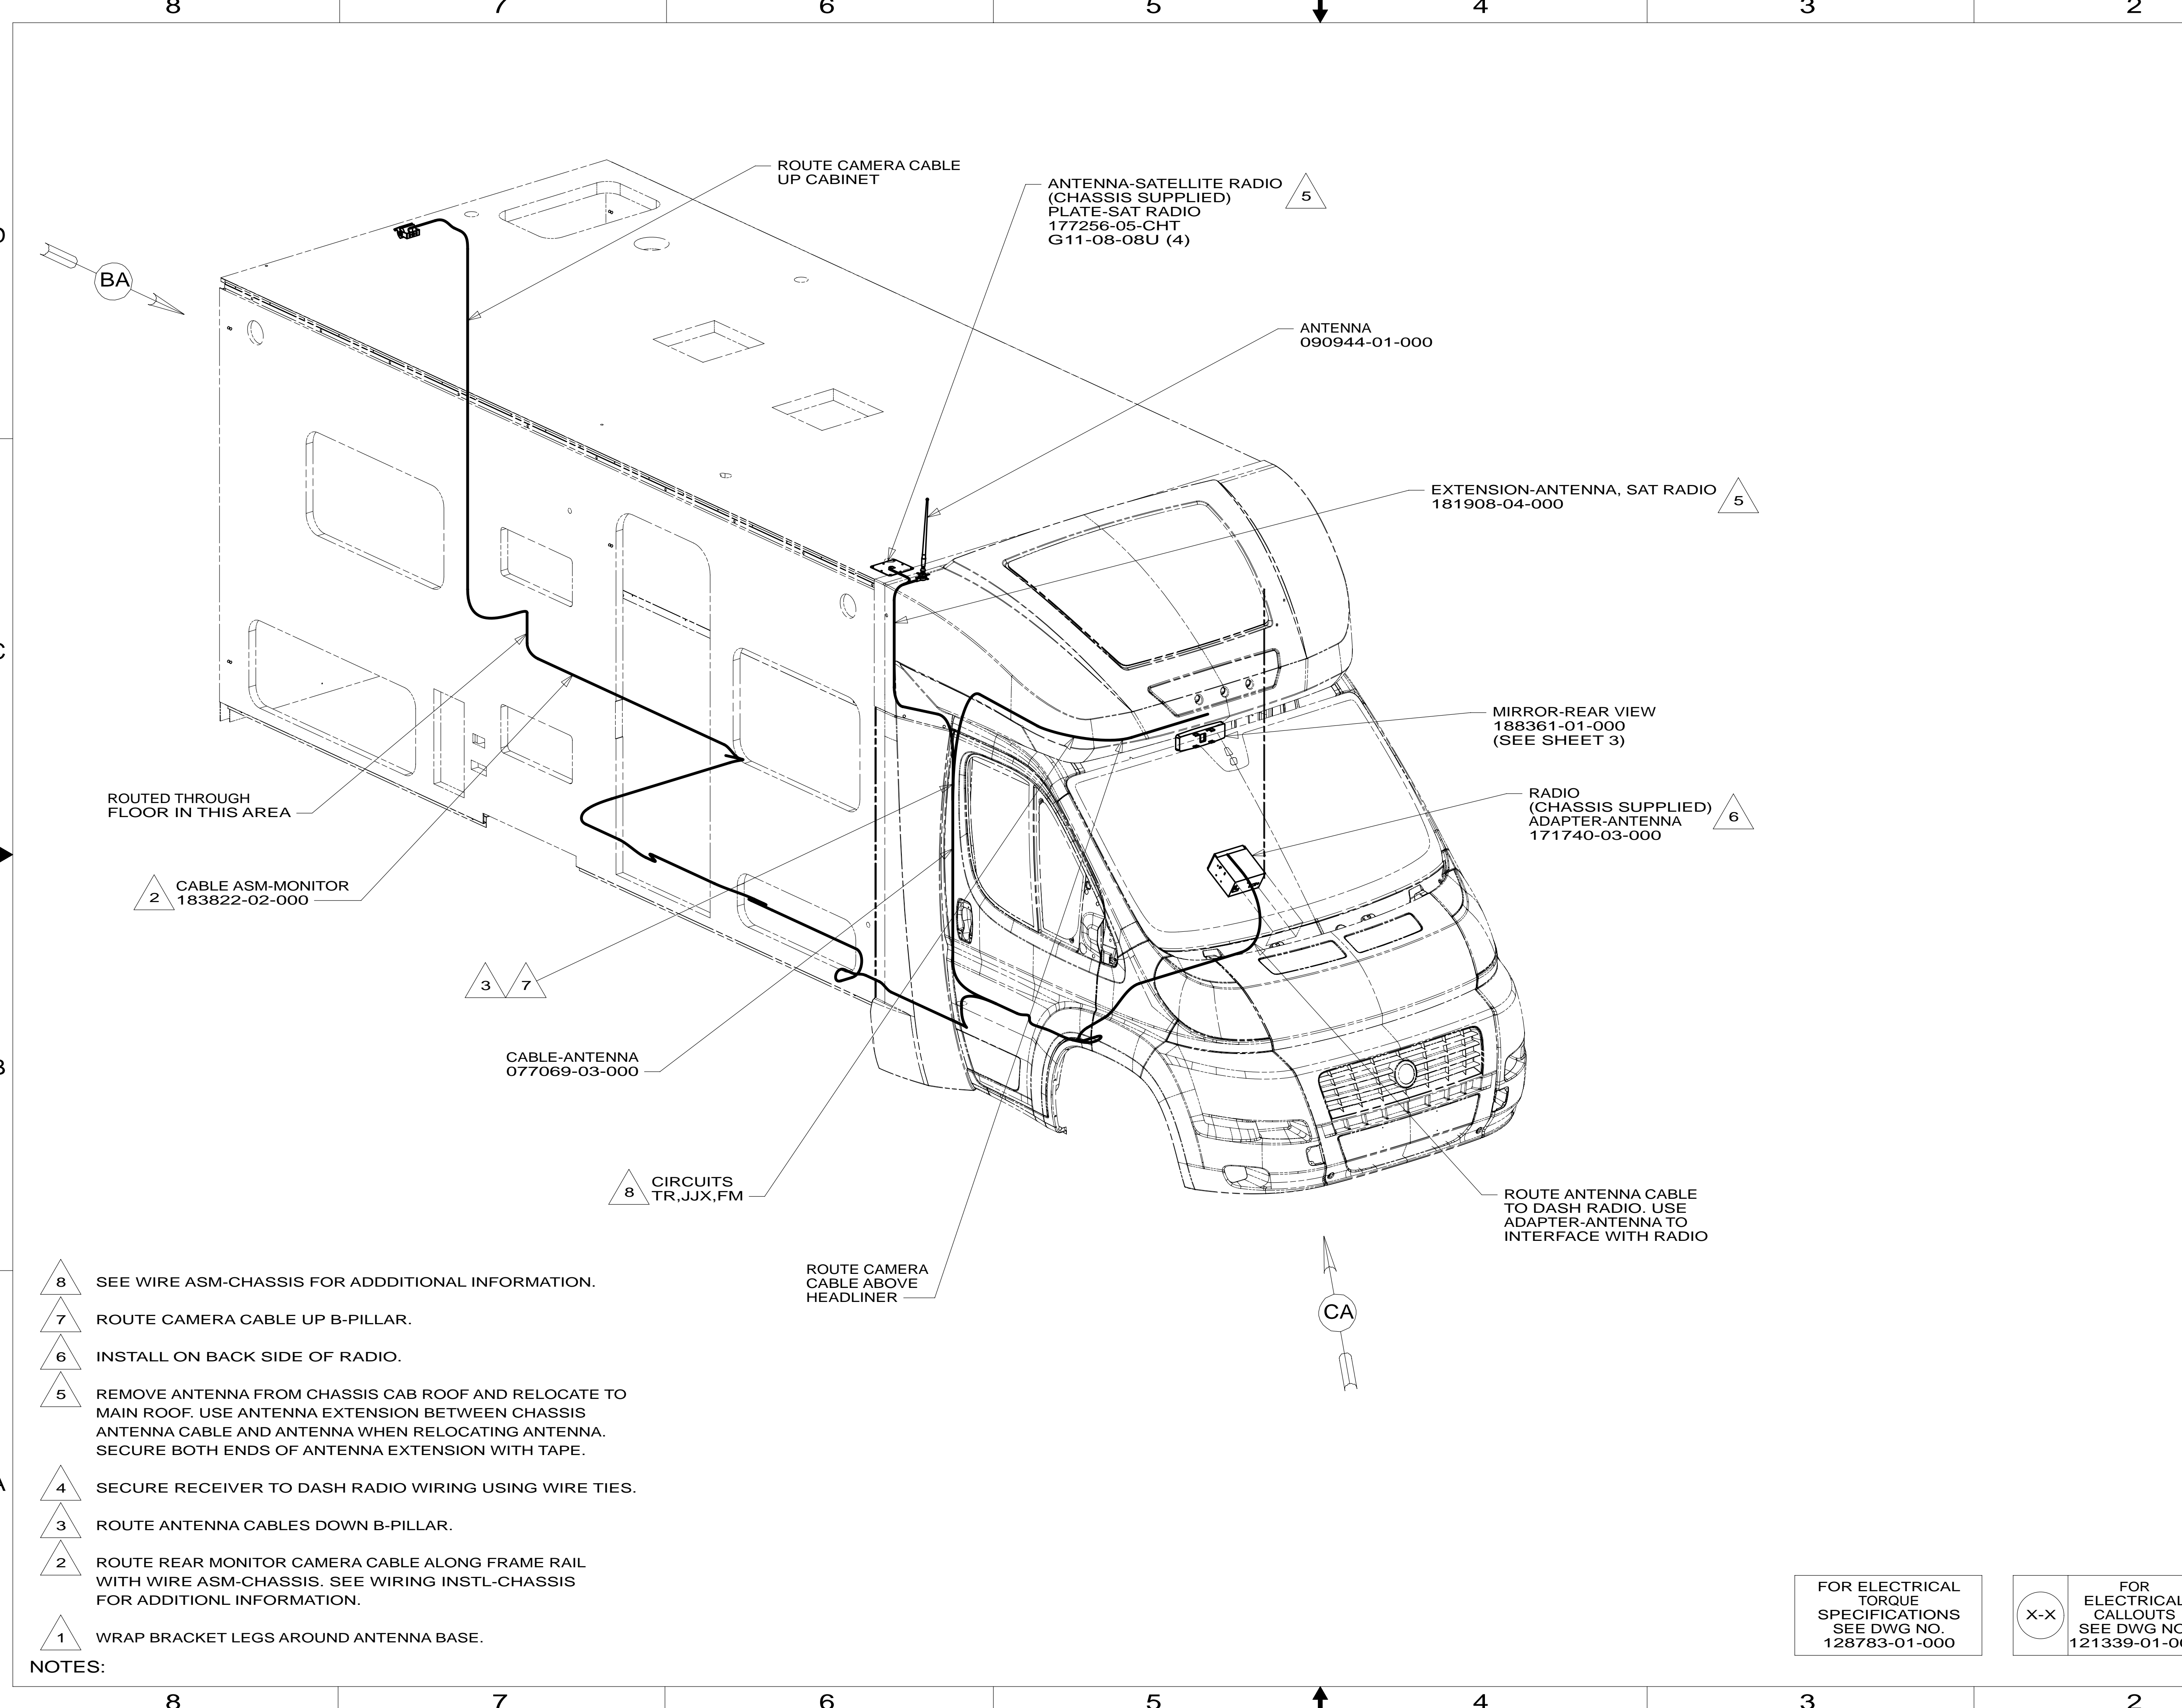 8 7 6 5 4 3 2
ROUTE CAMERA CABLE
UP CABINET
ANTENNA-SATELLITE RADIO
(CHASSIS SUPPLIED)
PLATE-SAT RADIO
177256-05-CHT
G11-08-08U (4)
5
BA
ANTENNA
090944-01-000
EXTENSION-ANTENNA, SAT RADIO
181908-04-000
5
C
MIRROR-REAR VIEW
188361-01-000
(SEE SHEET 3)
RADIO
(CHASSIS SUPPLIED)
ADAPTER-ANTENNA
171740-03-000
6
ROUTED THROUGH
FLOOR IN THIS AREA
2
CABLE ASM-MONITOR
183822-02-000
3 7
CABLE-ANTENNA
077069-03-000
8
CIRCUITS
TR,JJX,FM
ROUTE ANTENNA CABLE
TO DASH RADIO. USE
ADAPTER-ANTENNA TO
INTERFACE WITH RADIO
ROUTE CAMERA
CABLE ABOVE
HEADLINER
CA
8 SEE WIRE ASM-CHASSIS FOR ADDDITIONAL INFORMATION.
7 ROUTE CAMERA CABLE UP B-PILLAR.
6 INSTALL ON BACK SIDE OF RADIO.
5 REMOVE ANTENNA FROM CHASSIS CAB ROOF AND RELOCATE TO
MAIN ROOF. USE ANTENNA EXTENSION BETWEEN CHASSIS
ANTENNA CABLE AND ANTENNA WHEN RELOCATING ANTENNA.
SECURE BOTH ENDS OF ANTENNA EXTENSION WITH TAPE.
4 SECURE RECEIVER TO DASH RADIO WIRING USING WIRE TIES.
3 ROUTE ANTENNA CABLES DOWN B-PILLAR.
2 ROUTE REAR MONITOR CAMERA CABLE ALONG FRAME RAIL
WITH WIRE ASM-CHASSIS. SEE WIRING INSTL-CHASSIS
FOR ADDITIONL INFORMATION.
1 WRAP BRACKET LEGS AROUND ANTENNA BASE.
NOTES:
FOR ELECTRICAL
TORQUE
SPECIFICATIONS
SEE DWG NO.
128783-01-000
X-X
FOR
ELECTRICAL
CALLOUTS
SEE DWG NO
121339-01-00
8 7 6 5 4 3 2